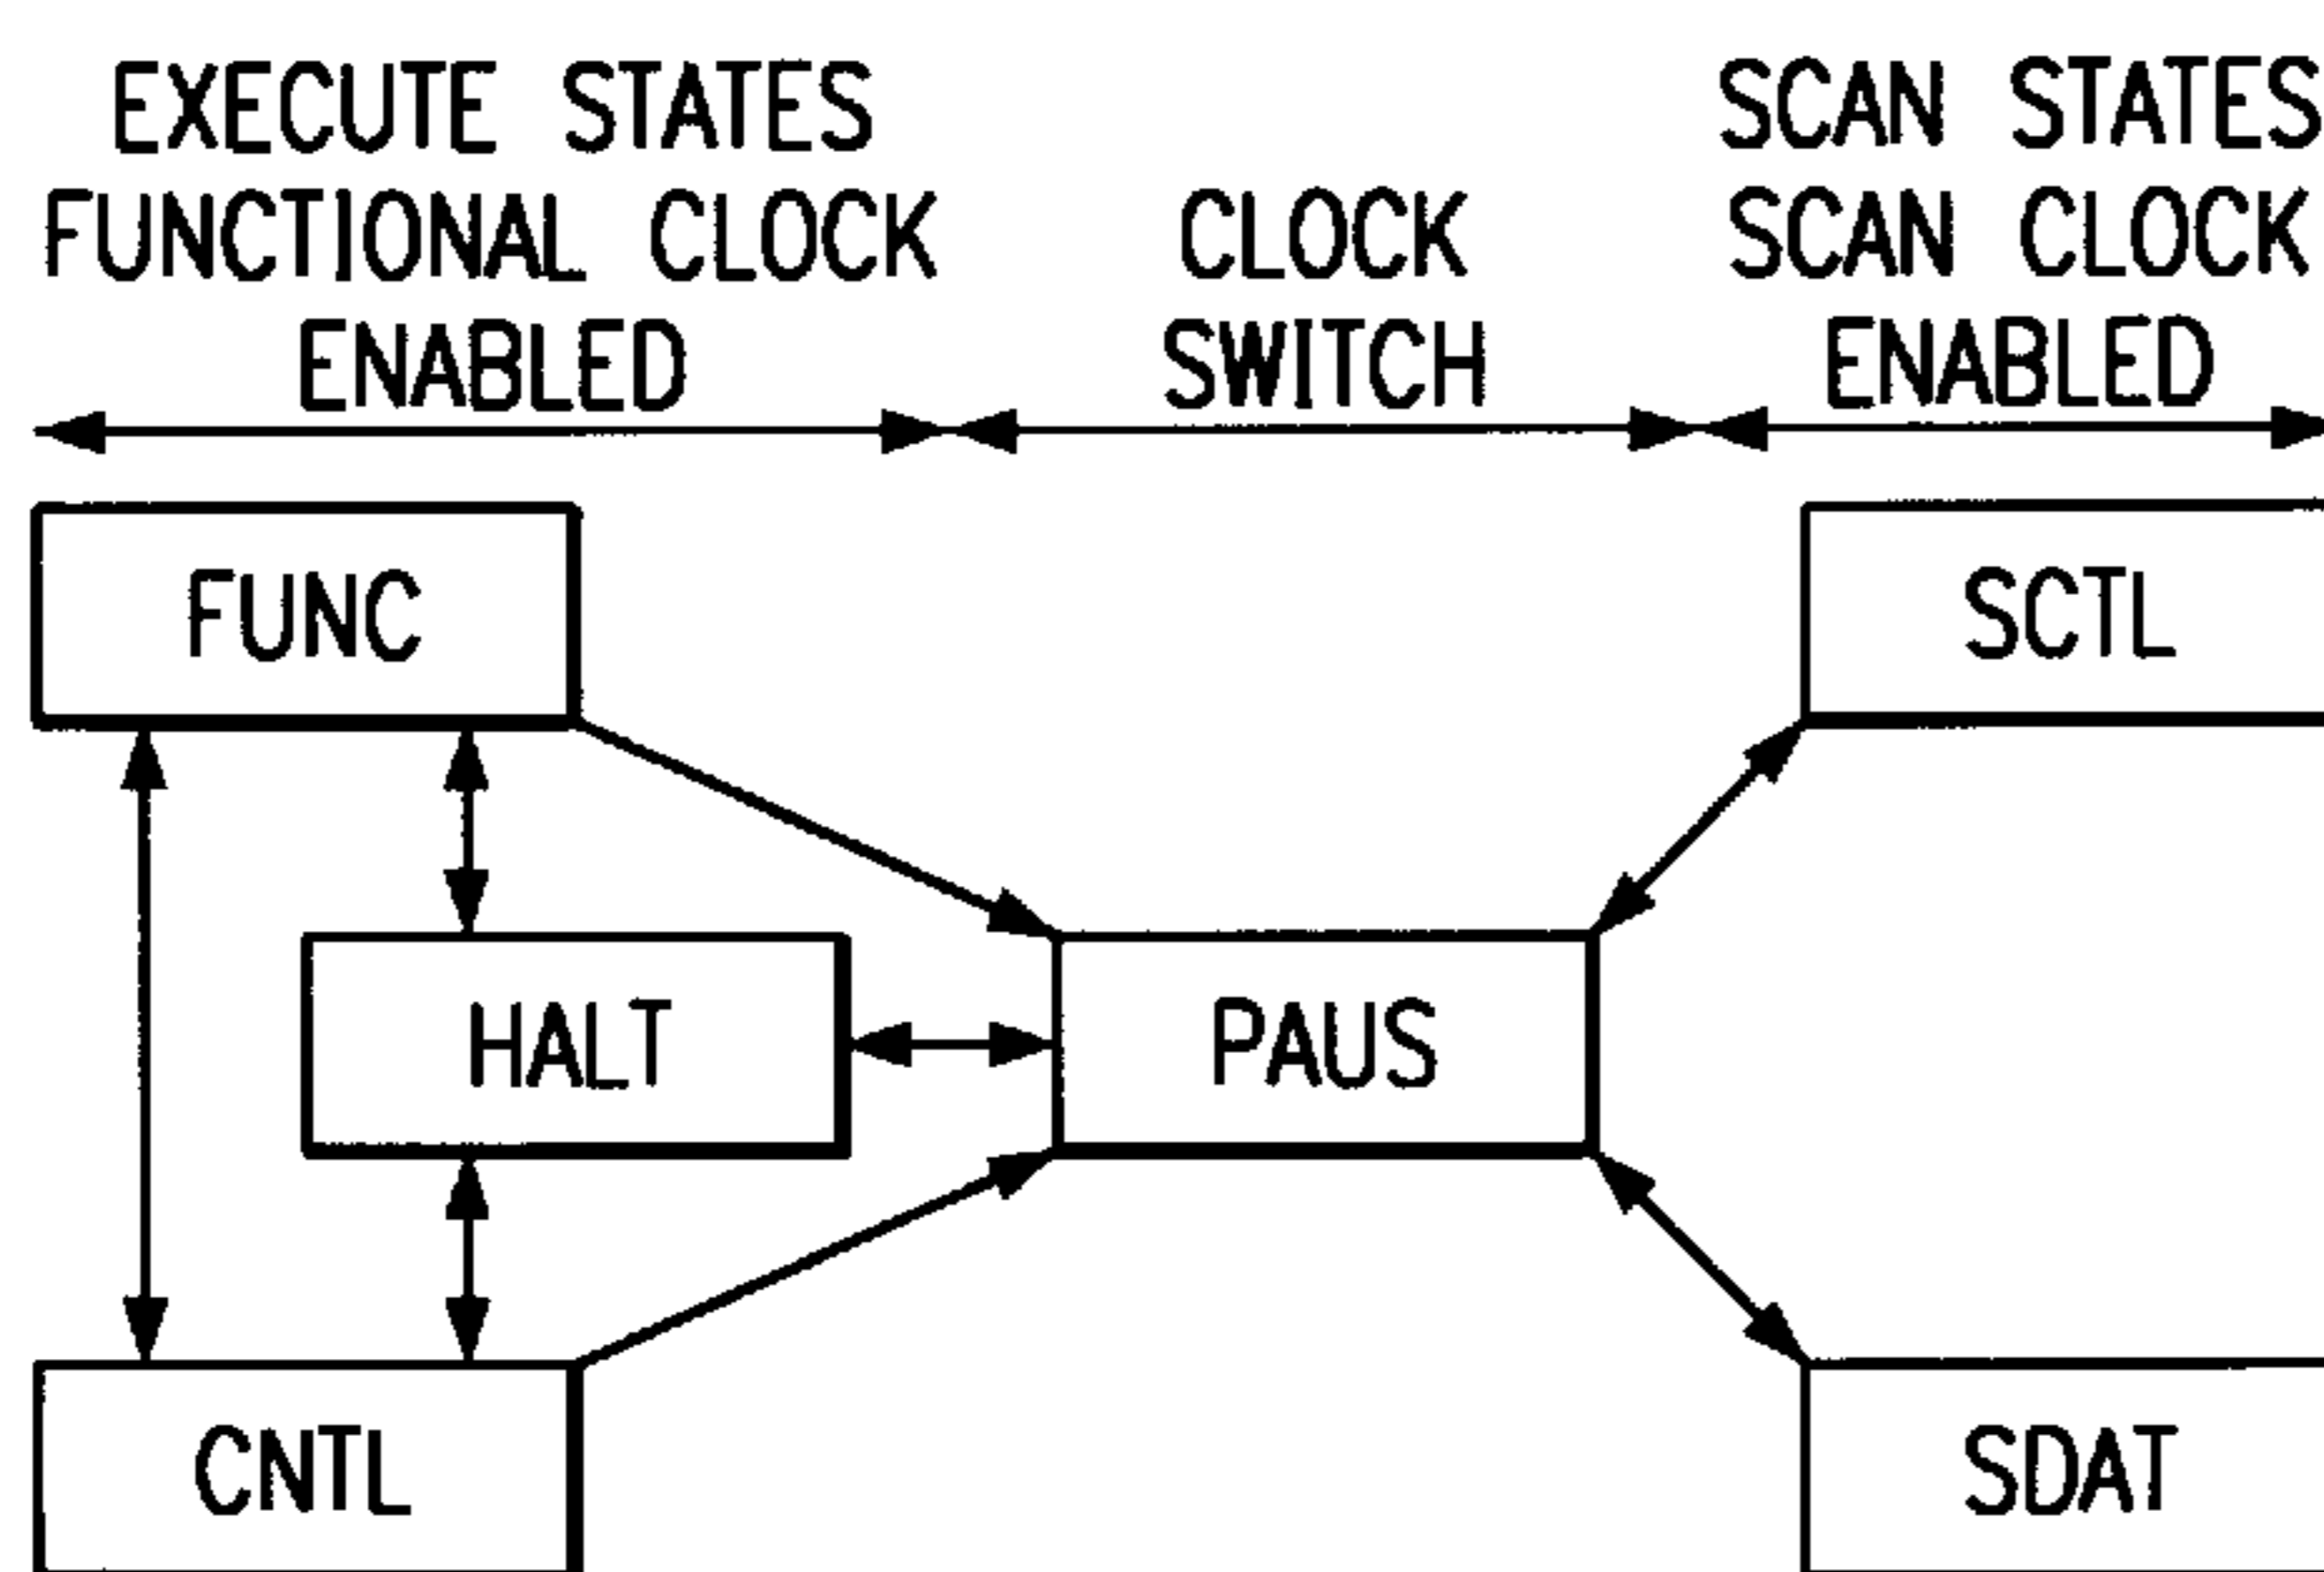 EXECUTE STATES
FUNCTIONAL CLOCK
ENABLED
CLOCK
SWITCH
SCAN STATES
SCAN CLOCK
ENABLED
FUNC
SCTL
HALT
PAUS
CNTL
SDAT